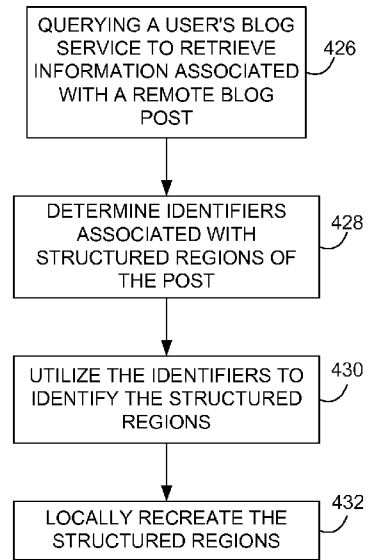 QUERYING A USER'S BLOG
SERVICE TO RETRIEVE
INFORMATION ASSOCIATED
WITH A REMOTE BLOG
POST
426
DETERMINE IDENTIFIERS
ASSOCIATED WITH
STRUCTURED REGIONS OF
THE POST
428
UTILIZE THE IDENTIFIERS TO
IDENTIFY THE STRUCTURED
REGIONS
430
LOCALLY RECREATE THE
STRUCTURED REGIONS
432